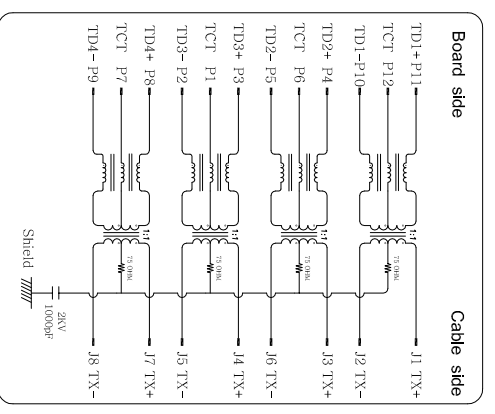 Board side
Cable side
TD1+ P11
TCT P12
TD1-P10
TD2+ P4
TCT P6
TD2- P5
TD3+ P3
TCT P1
TD3- P2
TD4+ P8
TCT P7
TD4- P9
1:1
1:1
1:1
1:1
75 OHM
75 OHM
75 OHM
75 OHM
J1 TX+
J2 TX-
J3 TX+
J6 TX-
J4 TX+
J5 TX-
J7 TX+
J8 TX-
2KV
1000pF
Shield